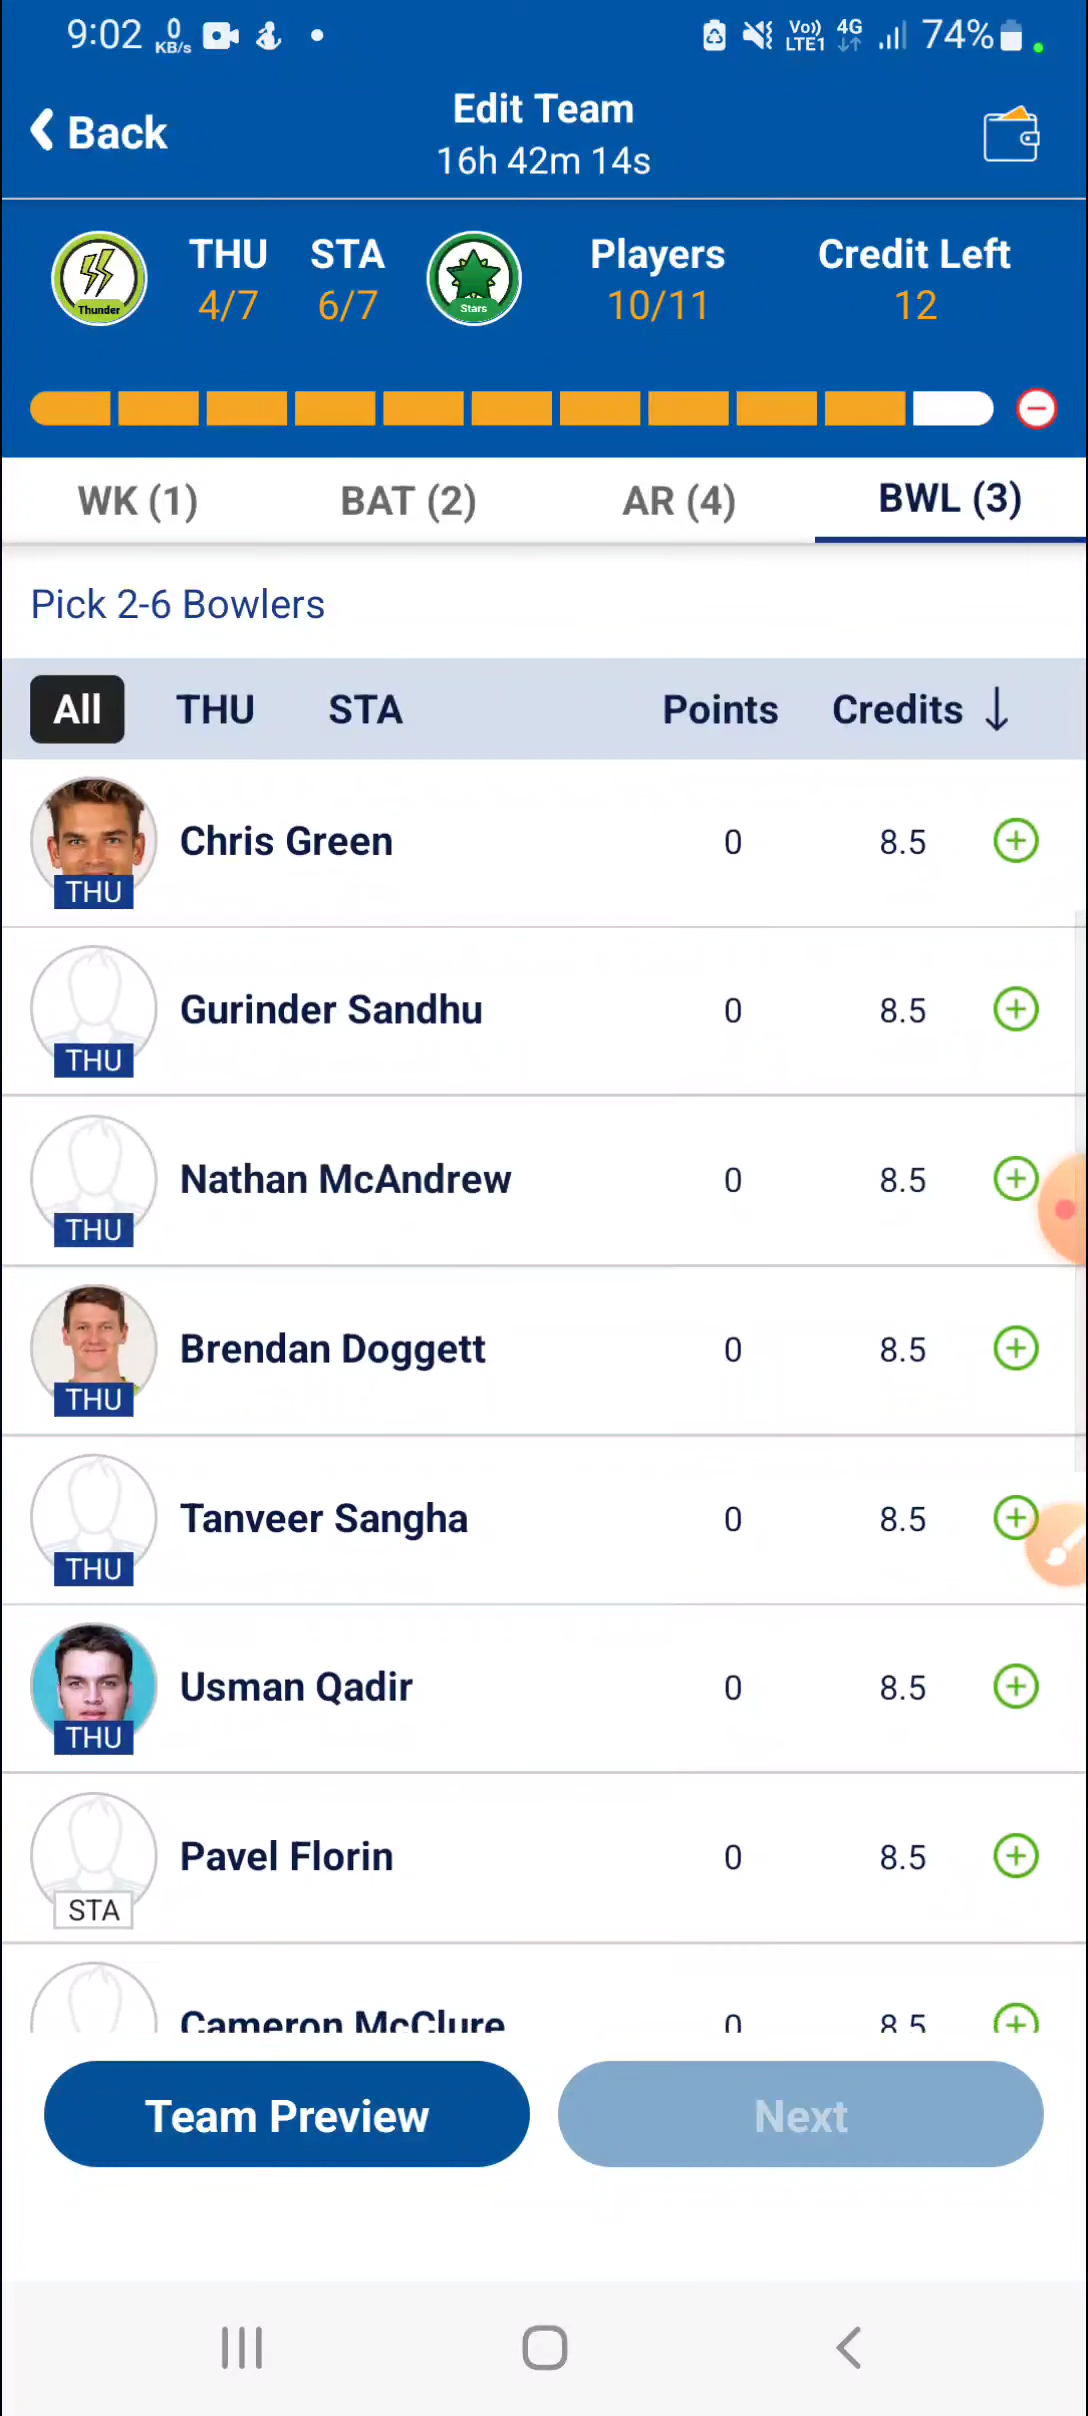 9:02 0 KB/s Vo)) LTE1 4G 74%
Back Edit Team
16h 42m 14s
Thunder THU STA Stars Players Credit Left
4/7 6/7 10/11 12
WK (1) BAT (2) AR (4) BWL (3)
Pick 2-6 Bowlers
All THU STA Points Credits ↓
Chris Green 0 8.5
THU
Gurinder Sandhu 0 8.5
THU
Nathan McAndrew 0 8.5
THU
Brendan Doggett 0 8.5
THU
Tanveer Sangha 0 8.5
THU
Usman Qadir 0 8.5
THU
Pavel Florin 0 8.5
STA
Cameron McClure 0 8.5
Team Preview Next